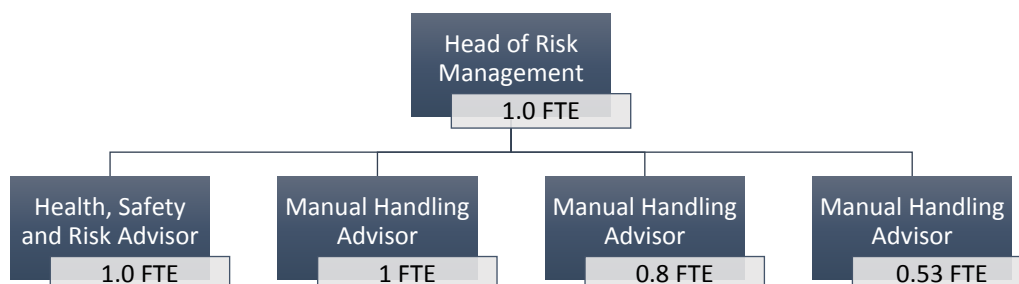 Head of Risk
Management
1.0 FTE
Health, Safety
and Risk Advisor
1.0 FTE
Manual Handling
Advisor
1 FTE
Manual Handling
Advisor
0.8 FTE
Manual Handling
Advisor
0.53 FTE